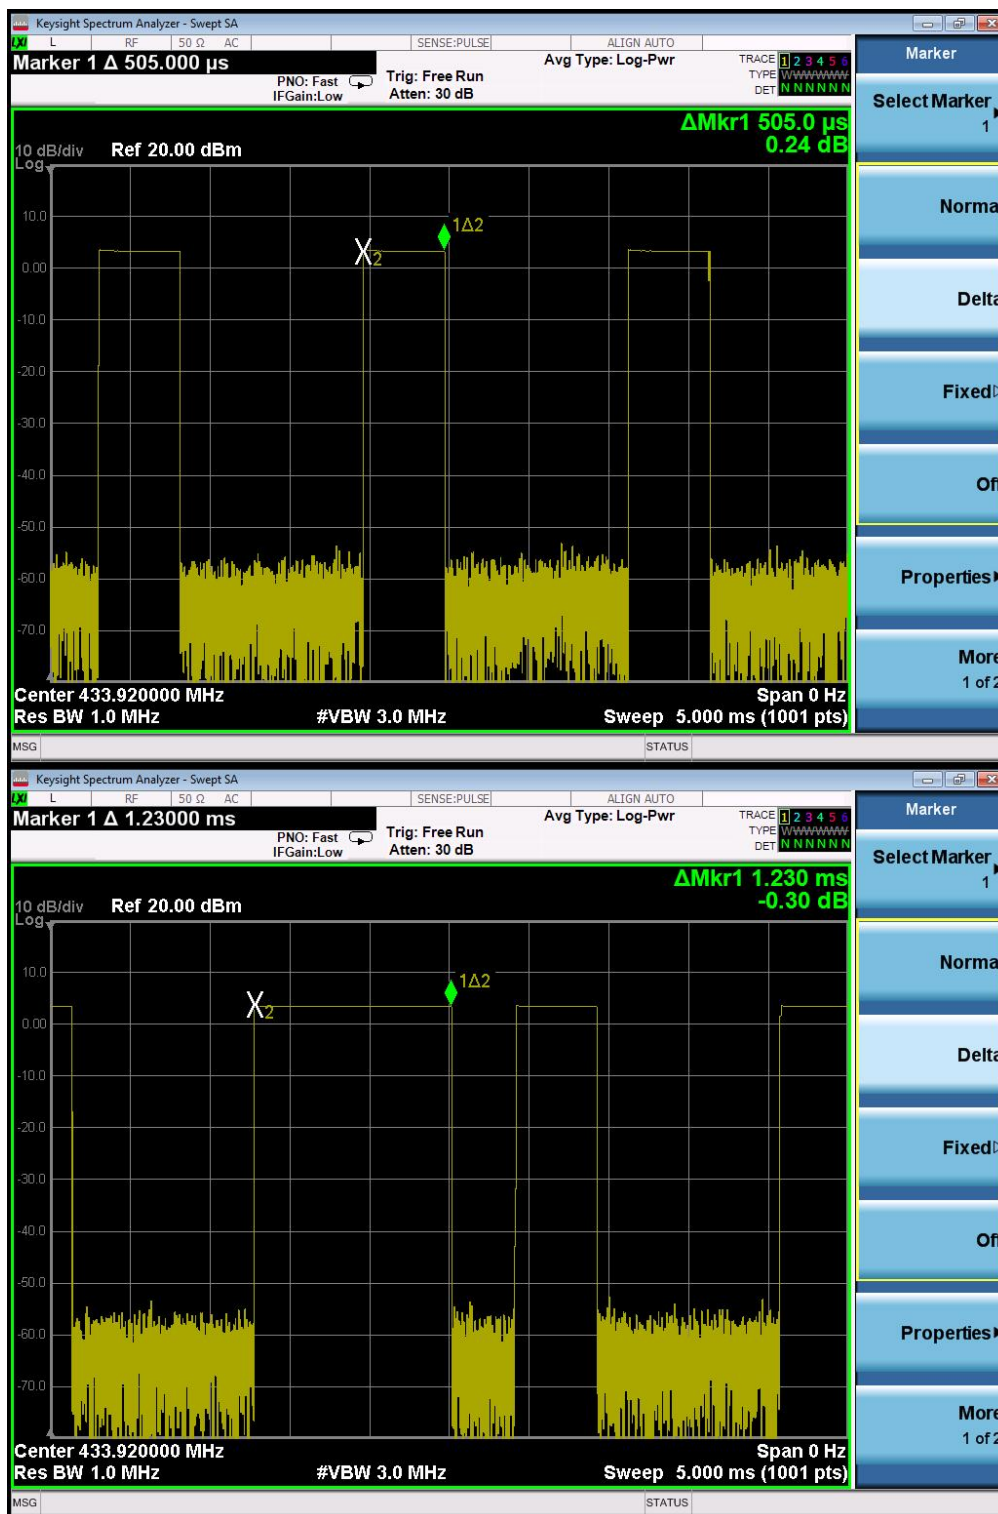 Keysight Spectrum Analyzer - Swept SA
LXI L RF 50 Ω AC SENSE:PULSE ALIGN AUTO
Marker 1 Δ 505.000 µs
PNO: Fast
IFGain:Low
Trig: Free Run
Atten: 30 dB
Avg Type: Log-Pwr
TRACE 1 2 3 4 5 6
TYPE WWWWWW
DET N N N N N N
ΔMkr1 505.0 µs
0.24 dB
10 dB/div
Log
Ref 20.00 dBm
10.0
0.00
-10.0
-20.0
-30.0
-40.0
-50.0
-60.0
-70.0
X2
1Δ2
Center 433.920000 MHz
Span 0 Hz
Res BW 1.0 MHz
#VBW 3.0 MHz
Sweep 5.000 ms (1001 pts)
MSG
STATUS
Marker
Select Marker
1
Norma
Delta
Fixed
Of
Properties
More
1 of 2
Keysight Spectrum Analyzer - Swept SA
LXI L RF 50 Ω AC SENSE:PULSE ALIGN AUTO
Marker 1 Δ 1.23000 ms
PNO: Fast
IFGain:Low
Trig: Free Run
Atten: 30 dB
Avg Type: Log-Pwr
TRACE 1 2 3 4 5 6
TYPE WWWWWW
DET N N N N N N
ΔMkr1 1.230 ms
-0.30 dB
10 dB/div
Log
Ref 20.00 dBm
10.0
0.00
-10.0
-20.0
-30.0
-40.0
-50.0
-60.0
-70.0
X2
1Δ2
Center 433.920000 MHz
Span 0 Hz
Res BW 1.0 MHz
#VBW 3.0 MHz
Sweep 5.000 ms (1001 pts)
MSG
STATUS
Marker
Select Marker
1
Norma
Delta
Fixed
Of
Properties
More
1 of 2